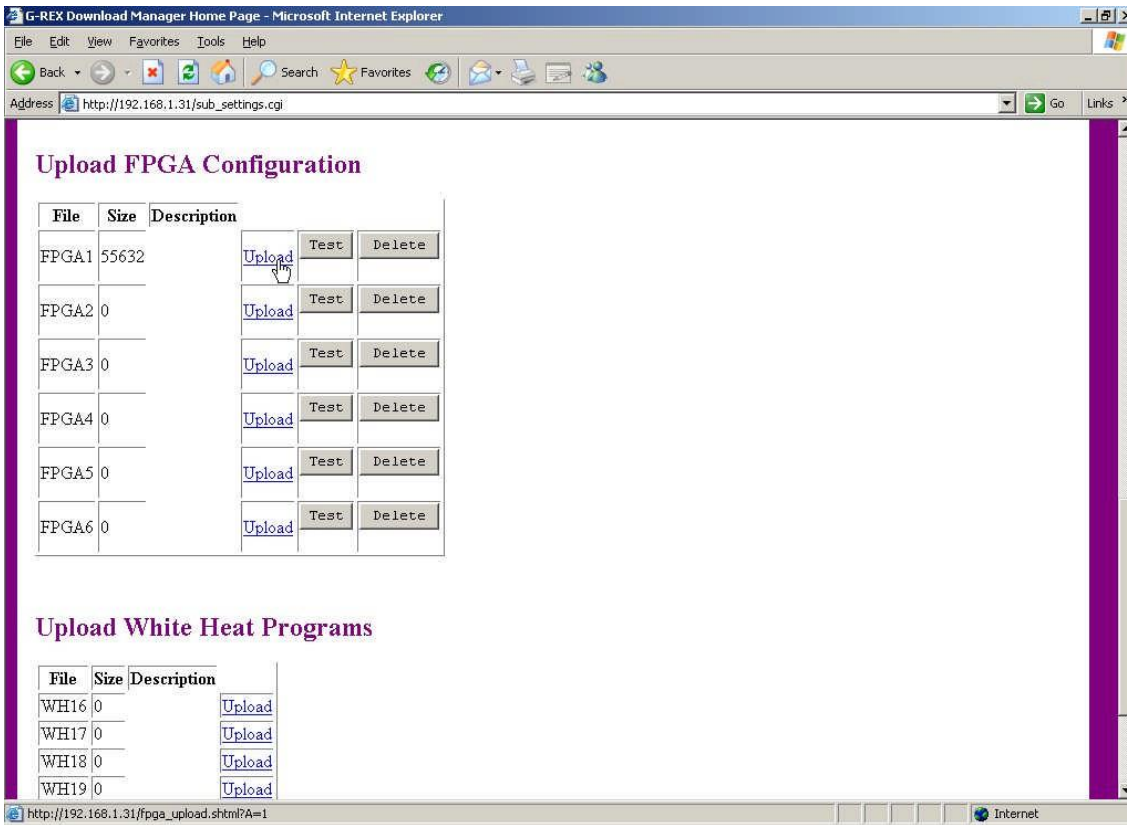 G-REX Download Manager Home Page - Microsoft Internet Explorer
File Edit View Favorites Tools Help
Back Search Favorites
Address http://192.168.1.31/sub_settings.cgi Go Links »
Upload FPGA Configuration
File Size Description
FPGA1 55632 Upload Test Delete
FPGA2 0 Upload Test Delete
FPGA3 0 Upload Test Delete
FPGA4 0 Upload Test Delete
FPGA5 0 Upload Test Delete
FPGA6 0 Upload Test Delete
Upload White Heat Programs
File Size Description
WH16 0 Upload
WH17 0 Upload
WH18 0 Upload
WH19 0 Upload
http://192.168.1.31/fpga_upload.shtml?A=1 Internet